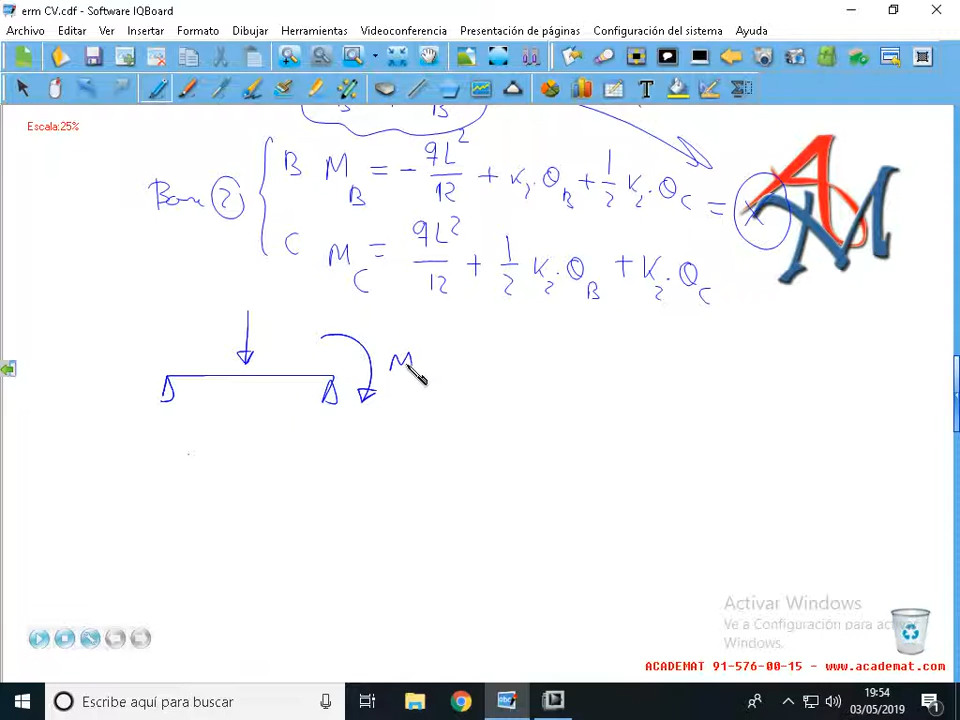 erm CV.cdf - Software IQBoard
Archivo Editar Ver Insertar Formato Dibujar Herramientas Videoconferencia Presentación de páginas Configuración del sistema Ayuda
Escala:25%
B B
B M_B = - qL²/12 + K₂·θ_B + 1/2 K₂·θ_C = X
②
C M_C = qL²/12 + 1/2 K₂·θ_B + K₂·θ_C
M
AM
Activar Windows
Ve a Configuración para activar
Windows.
ACADEMAT 91-576-00-15 - www.academat.com
Escribe aquí para buscar
19:54
03/05/2019
1